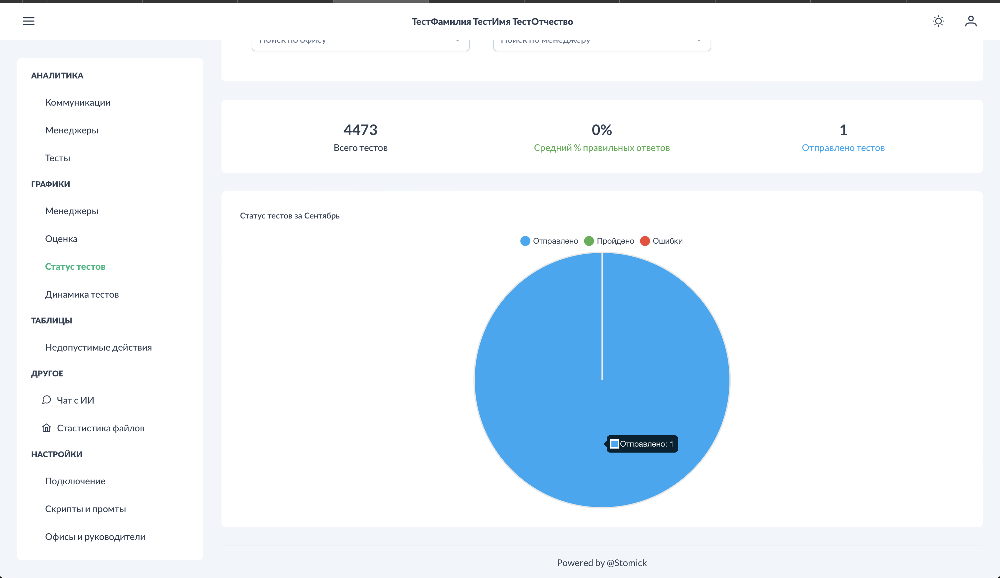 ТестФамилия ТестИмя ТестОтчество
Поиск по офису
Поиск по менеджеру
АНАЛИТИКА
Коммуникации
Менеджеры
Тесты
ГРАФИКИ
Менеджеры
Оценка
Статус тестов
Динамика тестов
ТАБЛИЦЫ
Недопустимые действия
ДРУГОЕ
Чат с ИИ
Стастистика файлов
НАСТРОЙКИ
Подключение
Скрипты и промты
Офисы и руководители
4473
Всего тестов
0%
Средний % правильных ответов
1
Отправлено тестов
Статус тестов за Сентябрь
Отправлено Пройдено Ошибки
Отправлено: 1
Powered by @Stomick